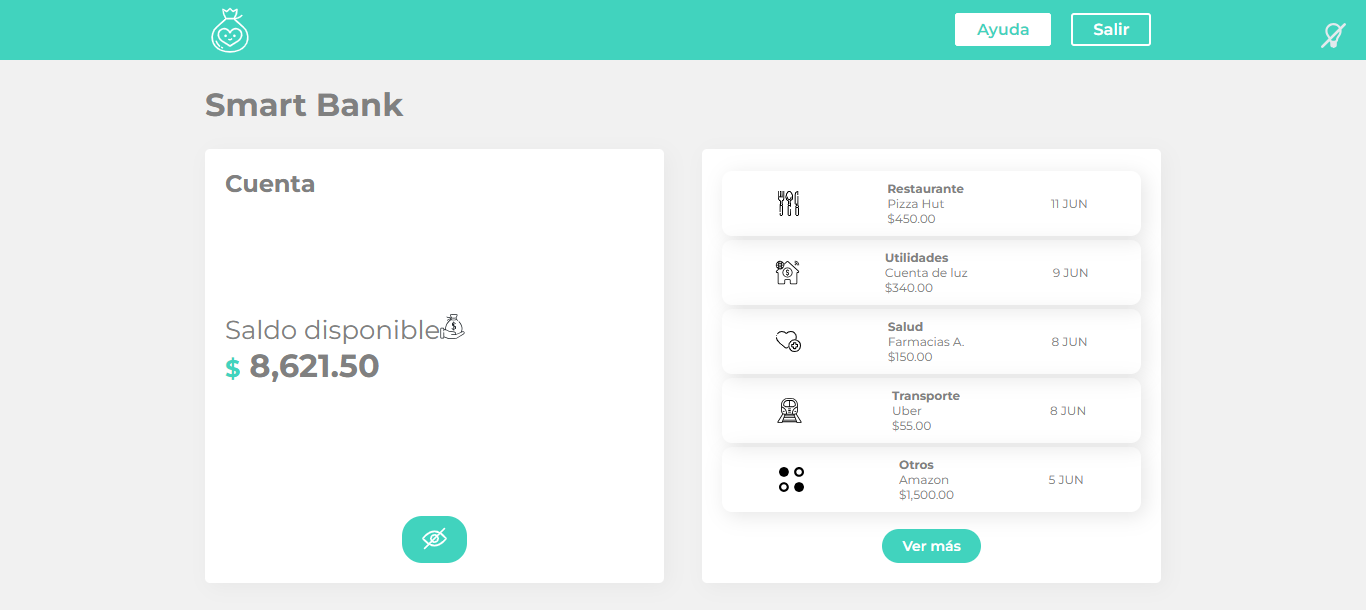 Ayuda
Salir
Smart Bank
Cuenta
Saldo disponible
$ 8,621.50
Restaurante
Pizza Hut
$450.00
11 JUN
Utilidades
Cuenta de luz
$340.00
9 JUN
Salud
Farmacias A.
$150.00
8 JUN
Transporte
Uber
$55.00
8 JUN
Otros
Amazon
$1,500.00
5 JUN
Ver más